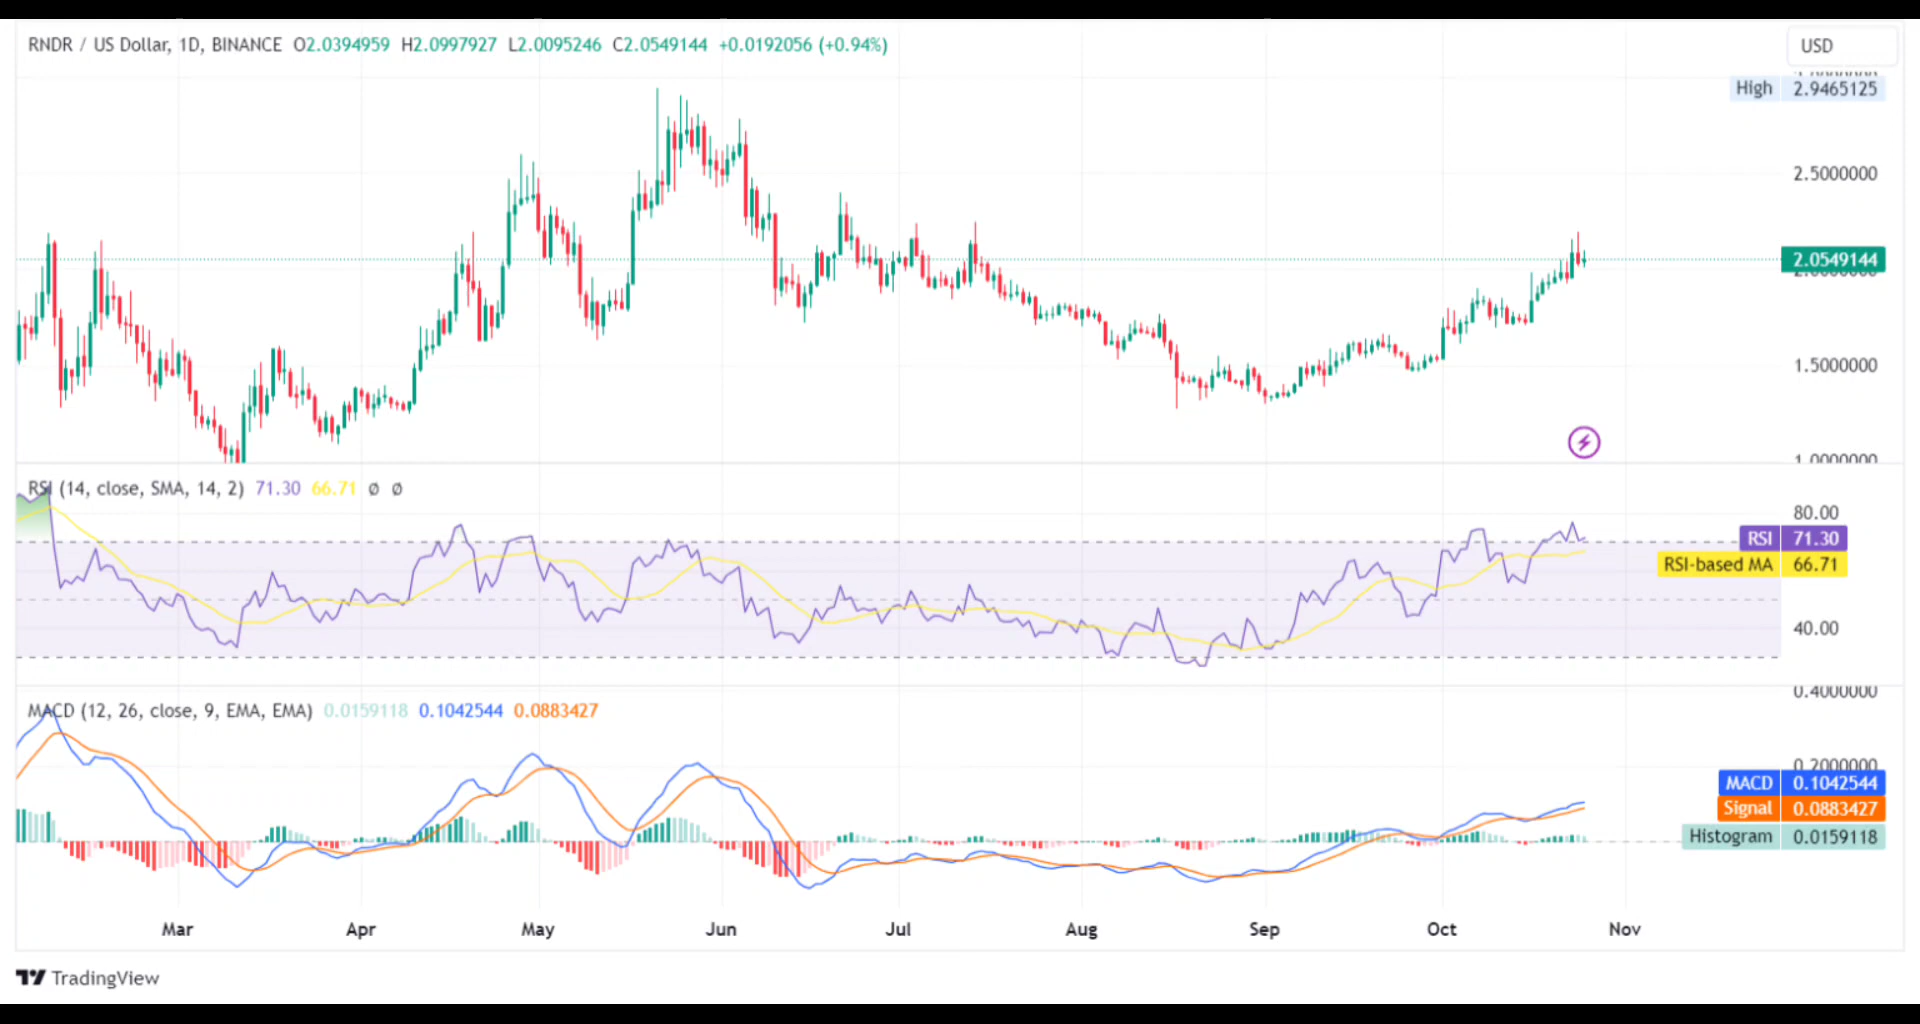 RNDR / US Dollar, 1D, BINANCE O2.0394959 H2.0997927 L2.0095246 C2.0549144 +0.0192056 (+0.94%)
USD
High 2.9465125
2.5000000
2.0549144
1.5000000
RSI (14, close, SMA, 14, 2) 71.30 66.71 ∅ ∅
80.00
RSI 71.30
RSI-based MA 66.71
40.00
MACD (12, 26, close, 9, EMA, EMA) 0.0159118 0.1042544 0.0883427
0.4000000
0.2000000
MACD 0.1042544
Signal 0.0883427
Histogram 0.0159118
Mar Apr May Jun Jul Aug Sep Oct Nov
TradingView